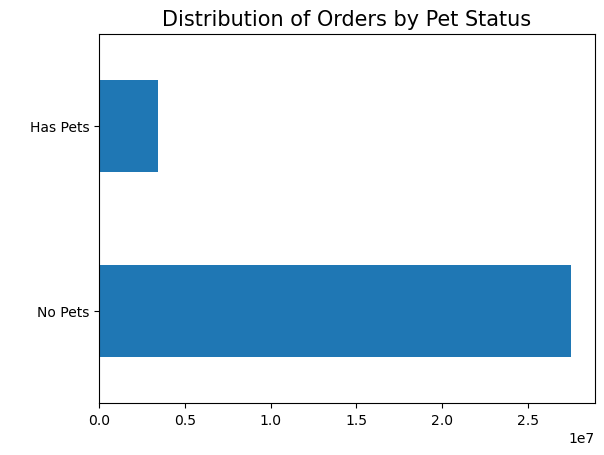 Distribution of Orders by Pet Status
Has Pets
No Pets
0.0 0.5 1.0 1.5 2.0 2.5
1e7